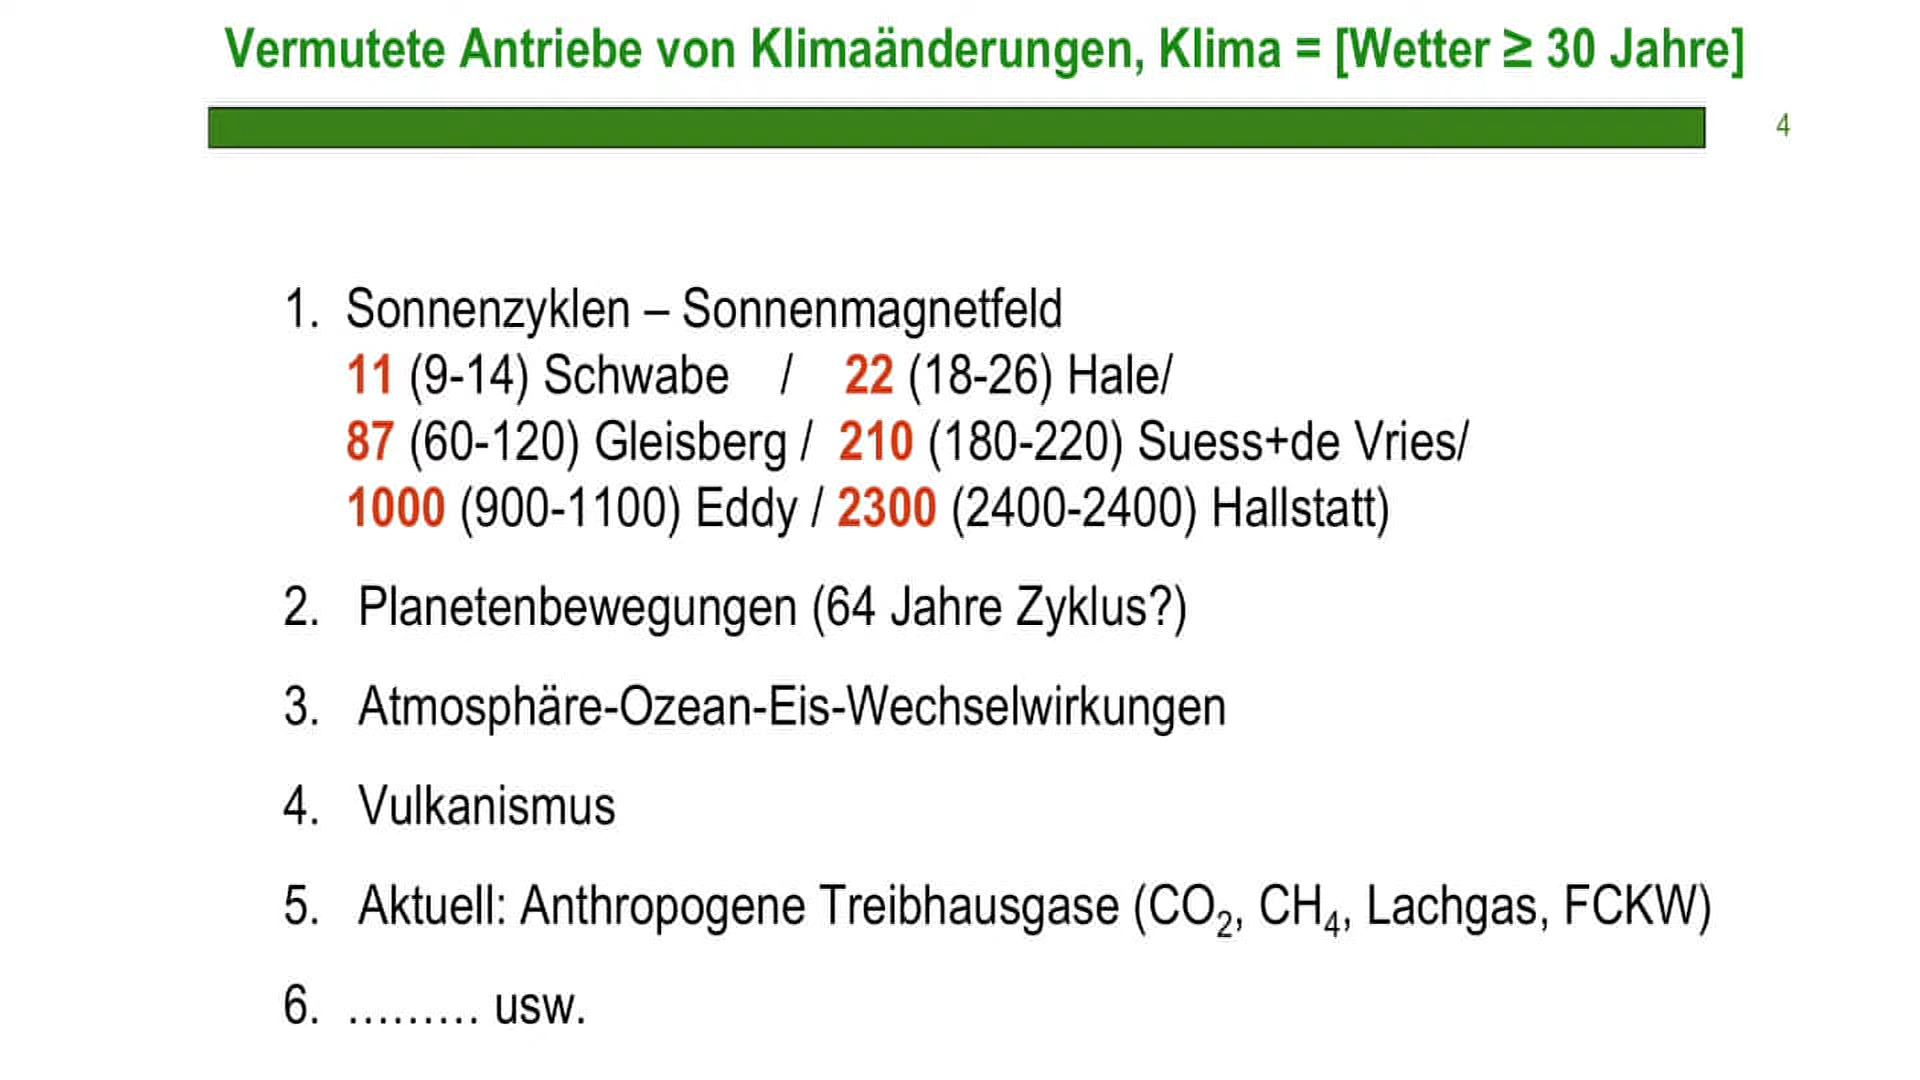 Vermutete Antriebe von Klimaänderungen, Klima = [Wetter ≥ 30 Jahre]
4
1. Sonnenzyklen – Sonnenmagnetfeld
11 (9-14) Schwabe / 22 (18-26) Hale/
87 (60-120) Gleisberg / 210 (180-220) Suess+de Vries/
1000 (900-1100) Eddy / 2300 (2400-2400) Hallstatt)
2. Planetenbewegungen (64 Jahre Zyklus?)
3. Atmosphäre-Ozean-Eis-Wechselwirkungen
4. Vulkanismus
5. Aktuell: Anthropogene Treibhausgase (CO₂, CH₄, Lachgas, FCKW)
6. ......... usw.